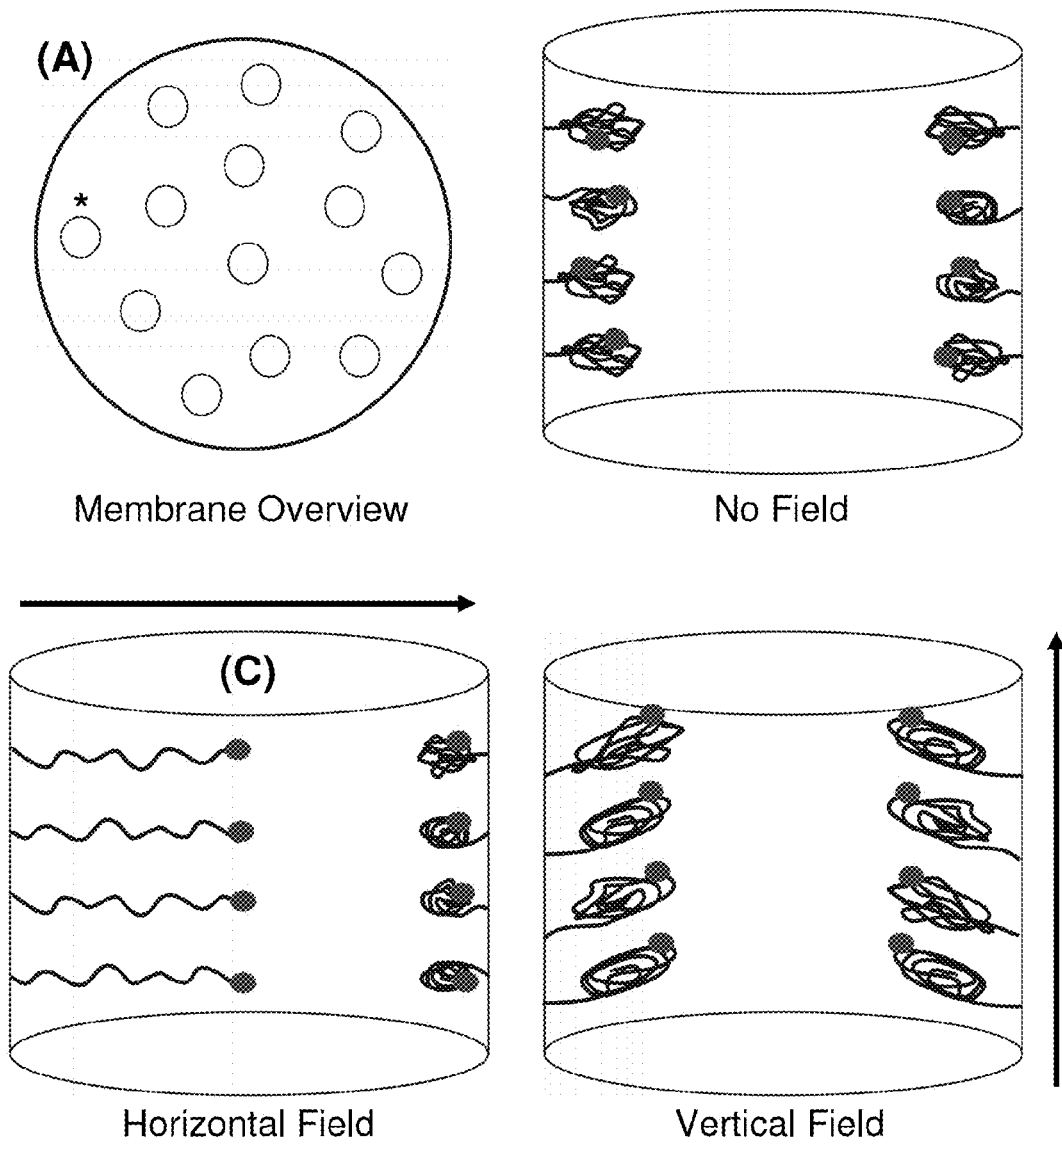 (A)
*
Membrane Overview
No Field
(C)
Horizontal Field
Vertical Field